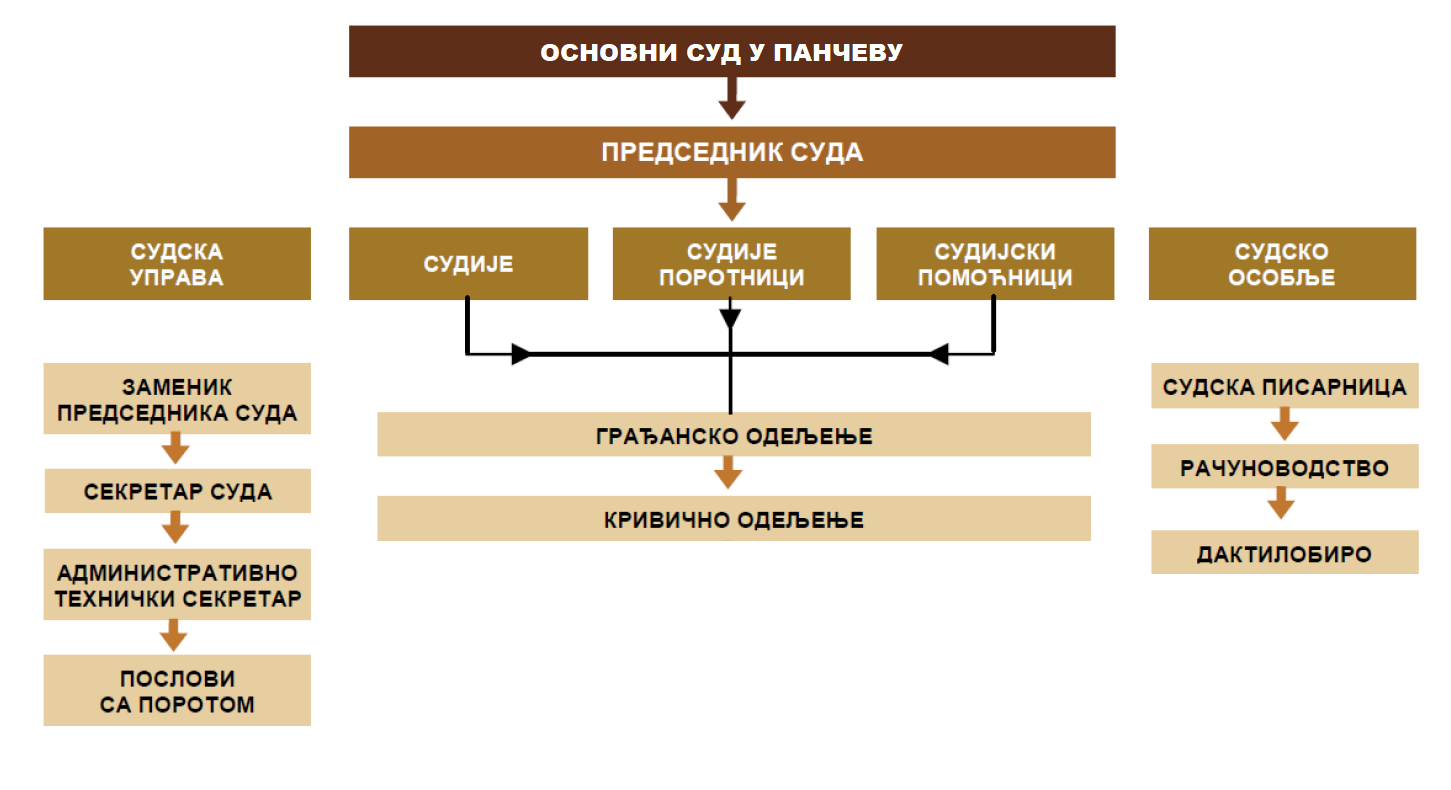 ОСНОВНИ СУД У ПАНЧЕВУ
ПРЕДСЕДНИК СУДА
СУДСКА
УПРАВА
СУДИЈЕ
СУДИЈЕ
ПОРОТНИЦИ
СУДИЈСКИ
ПОМОЋНИЦИ
СУДСКО
ОСОБЉЕ
ЗАМЕНИК
ПРЕДСЕДНИКА СУДА
СЕКРЕТАР СУДА
АДМИНИСТРАТИВНО
ТЕХНИЧКИ СЕКРЕТАР
ПОСЛОВИ
СА ПОРОТОМ
ГРАЂАНСКО ОДЕЉЕЊЕ
КРИВИЧНО ОДЕЉЕЊЕ
СУДСКА ПИСАРНИЦА
РАЧУНОВОДСТВО
ДАКТИЛОБИРО